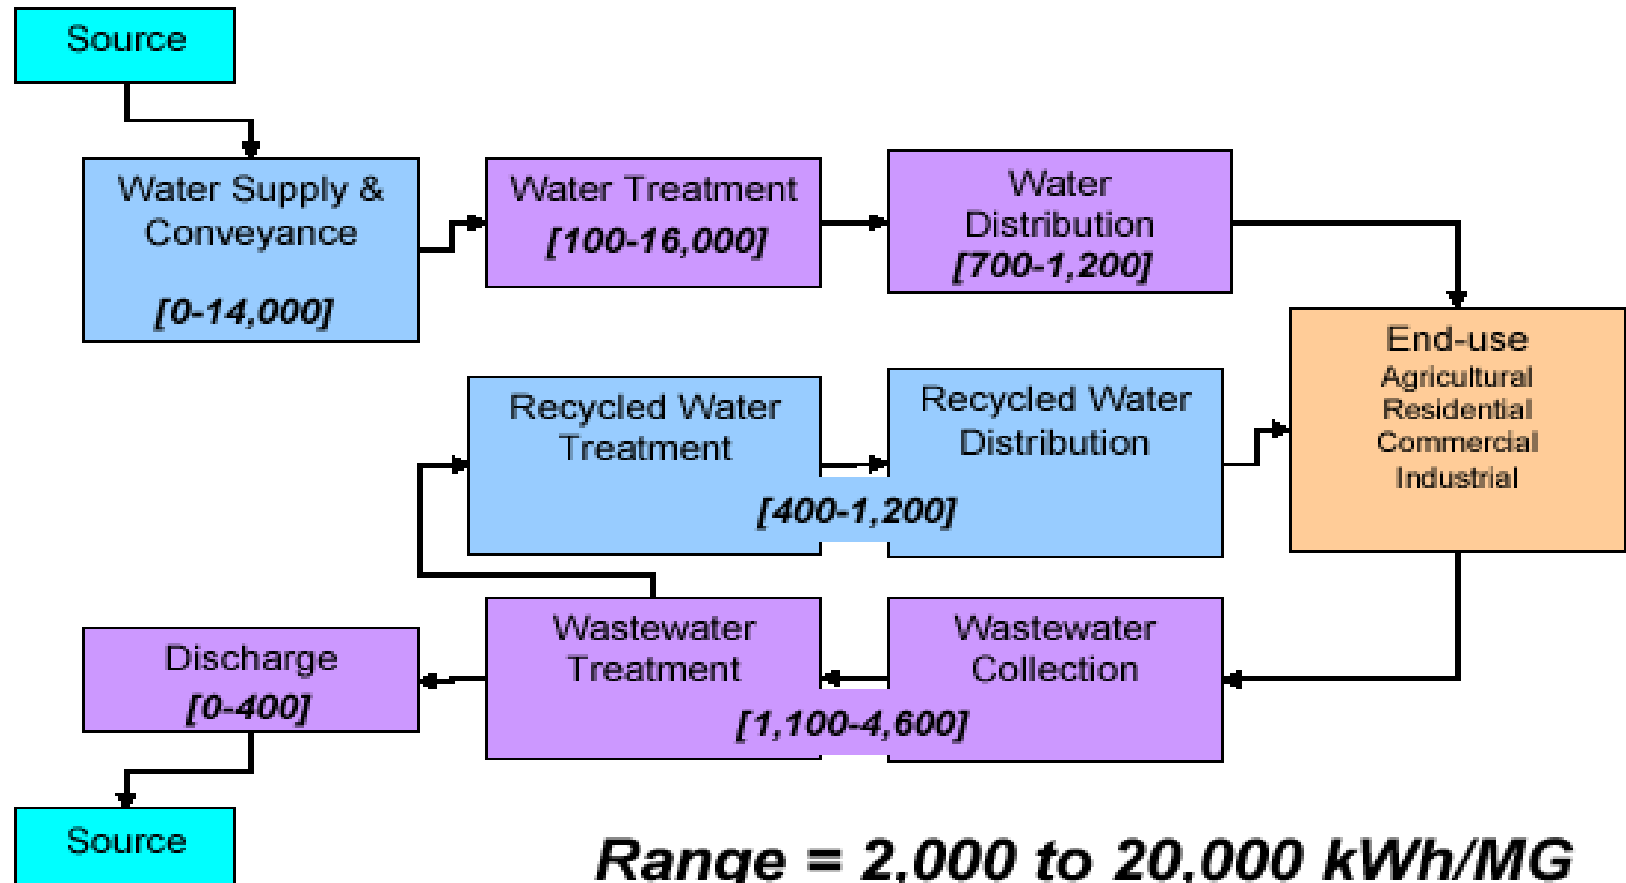 Source
Water Supply &
Conveyance
[0-14,000]
Water Treatment
[100-16,000]
Water
Distribution
[700-1,200]
End-use
Agricultural
Residential
Commercial
Industrial
Recycled Water
Treatment
Recycled Water
Distribution
[400-1,200]
Wastewater
Treatment
Wastewater
Collection
[1,100-4,600]
Discharge
[0-400]
Source
Range = 2,000 to 20,000 kWh/MG